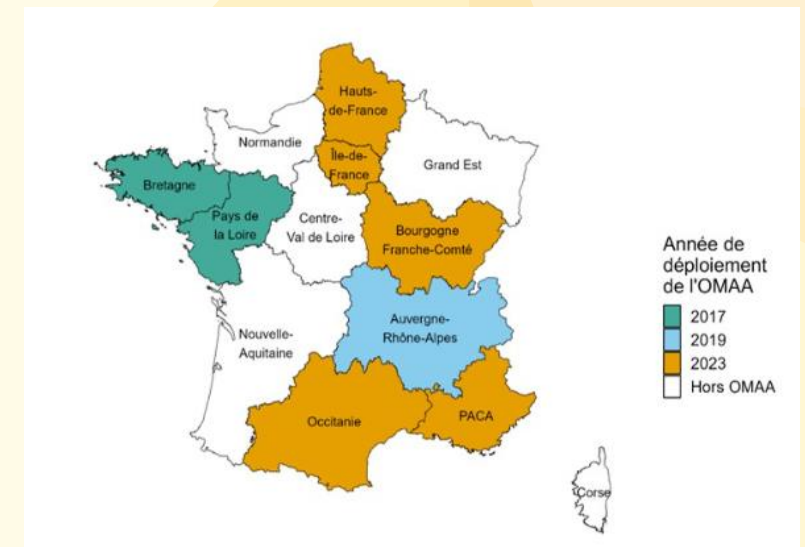 Hauts-
de-France
Normandie
Île-de-
France
Grand Est
Bretagne
Pays de
la Loire
Centre-
Val de Loire
Bourgogne
Franche-Comté
Année de
déploiement
de l'OMAA
2017
2019
2023
Hors OMAA
Auvergne-
Rhône-Alpes
Nouvelle-
Aquitaine
Occitanie
PACA
Corse